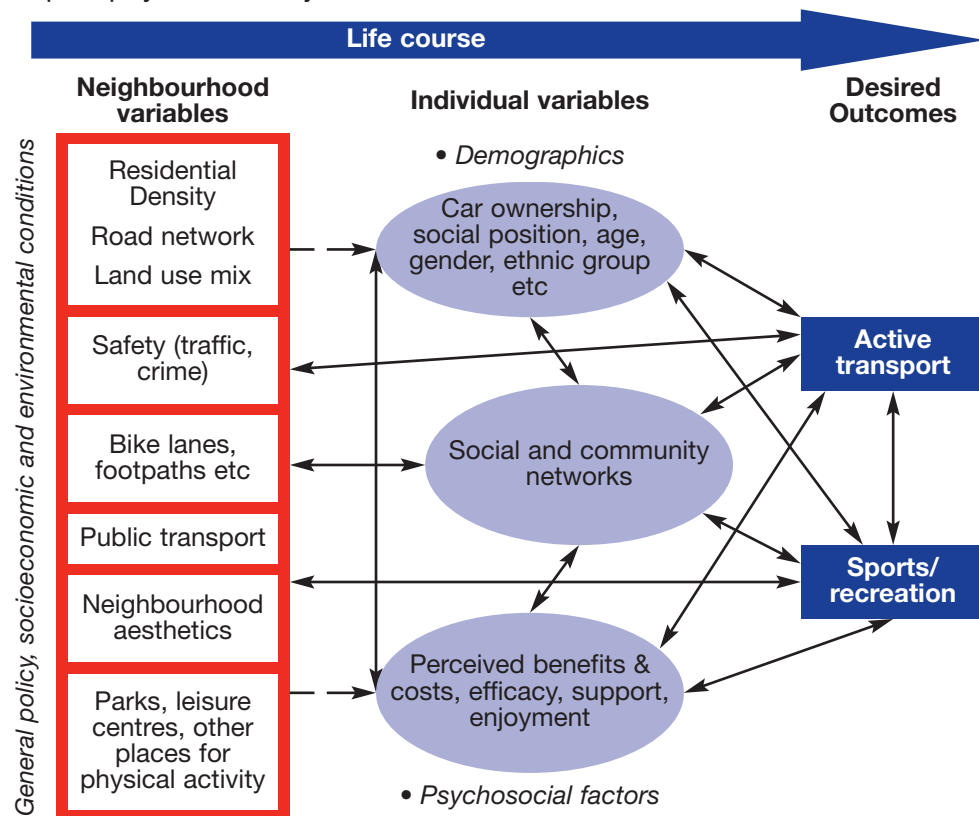 Life course
Neighbourhood
variables
Individual variables
Desired
Outcomes
General policy, socioeconomic and environmental conditions
Residential
Density
Road network
Land use mix
Safety (traffic,
crime)
Bike lanes,
footpaths etc
Public transport
Neighbourhood
aesthetics
Parks, leisure
centres, other
places for
physical activity
• Demographics
Car ownership,
social position, age,
gender, ethnic group
etc
Social and community
networks
Perceived benefits &
costs, efficacy, support,
enjoyment
• Psychosocial factors
Active
transport
Sports/
recreation